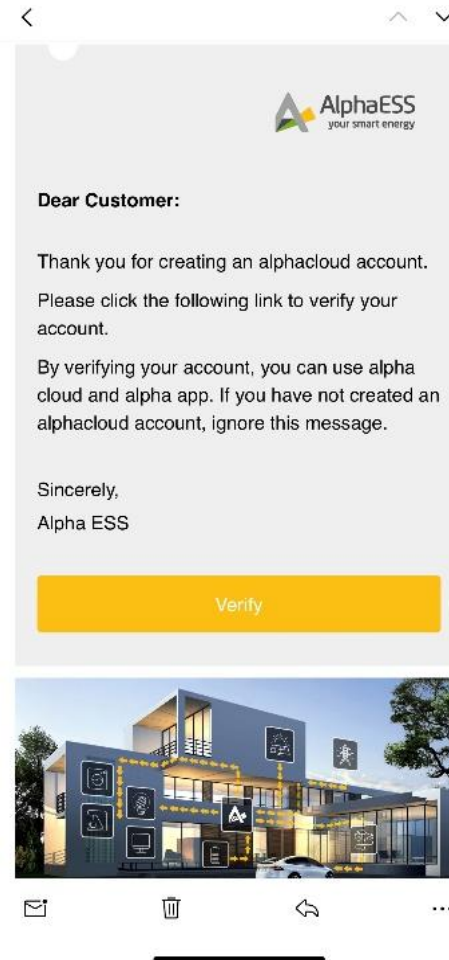 AlphaESS
your smart energy
Dear Customer:
Thank you for creating an alphacloud account.
Please click the following link to verify your
account.
By verifying your account, you can use alpha
cloud and alpha app. If you have not created an
alphacloud account, ignore this message.
Sincerely,
Alpha ESS
Verify